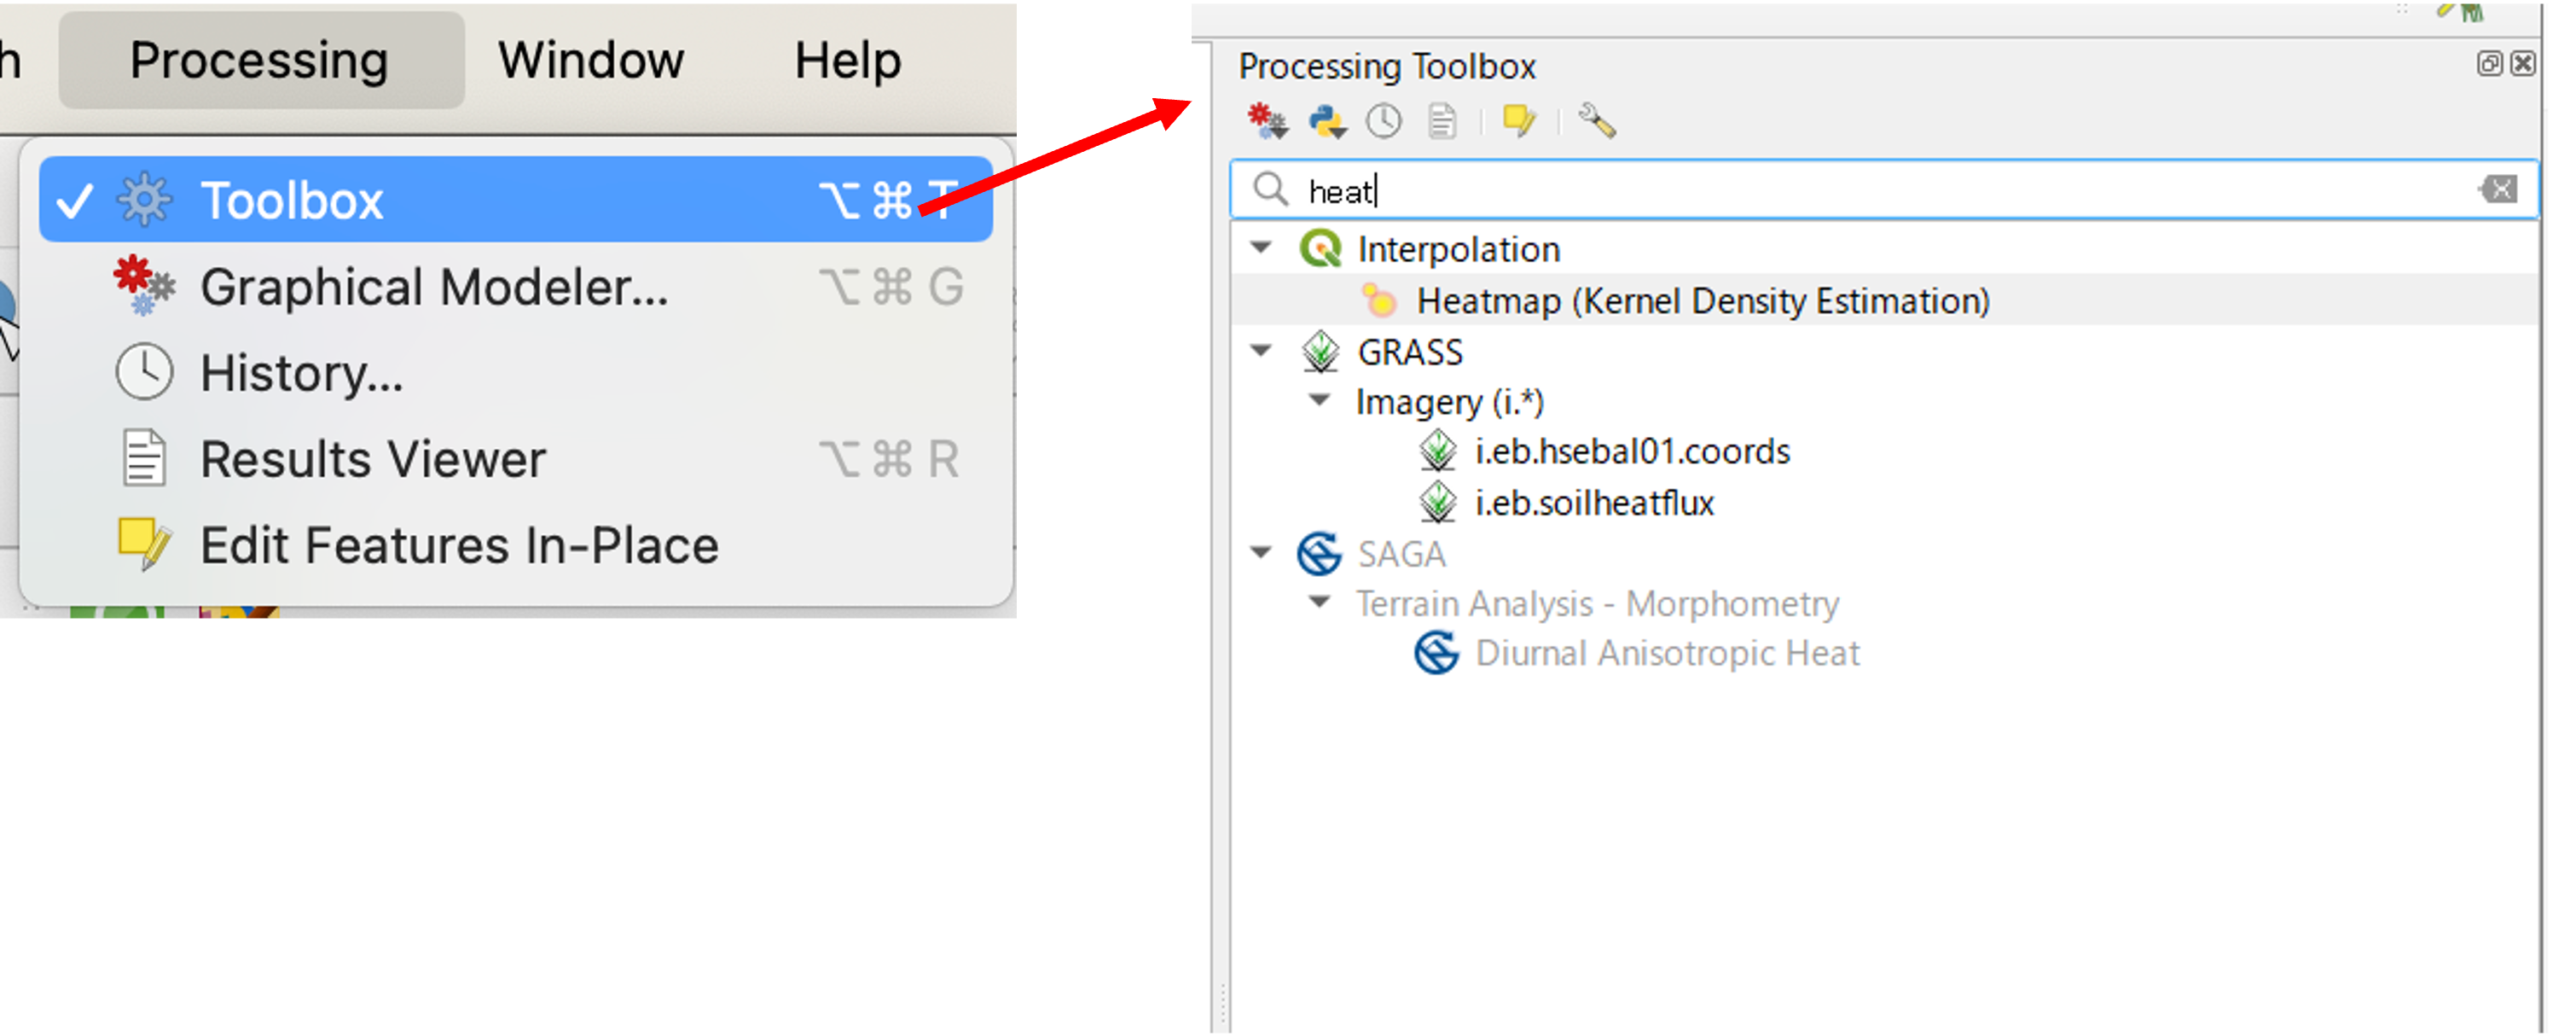 h Processing Window Help
Toolbox ⌥⌘T
Graphical Modeler... ⌥⌘G
History...
Results Viewer ⌥⌘R
Edit Features In-Place
Processing Toolbox
heat
Interpolation
Heatmap (Kernel Density Estimation)
GRASS
Imagery (i.*)
i.eb.hsebal01.coords
i.eb.soilheatflux
SAGA
Terrain Analysis - Morphometry
Diurnal Anisotropic Heat